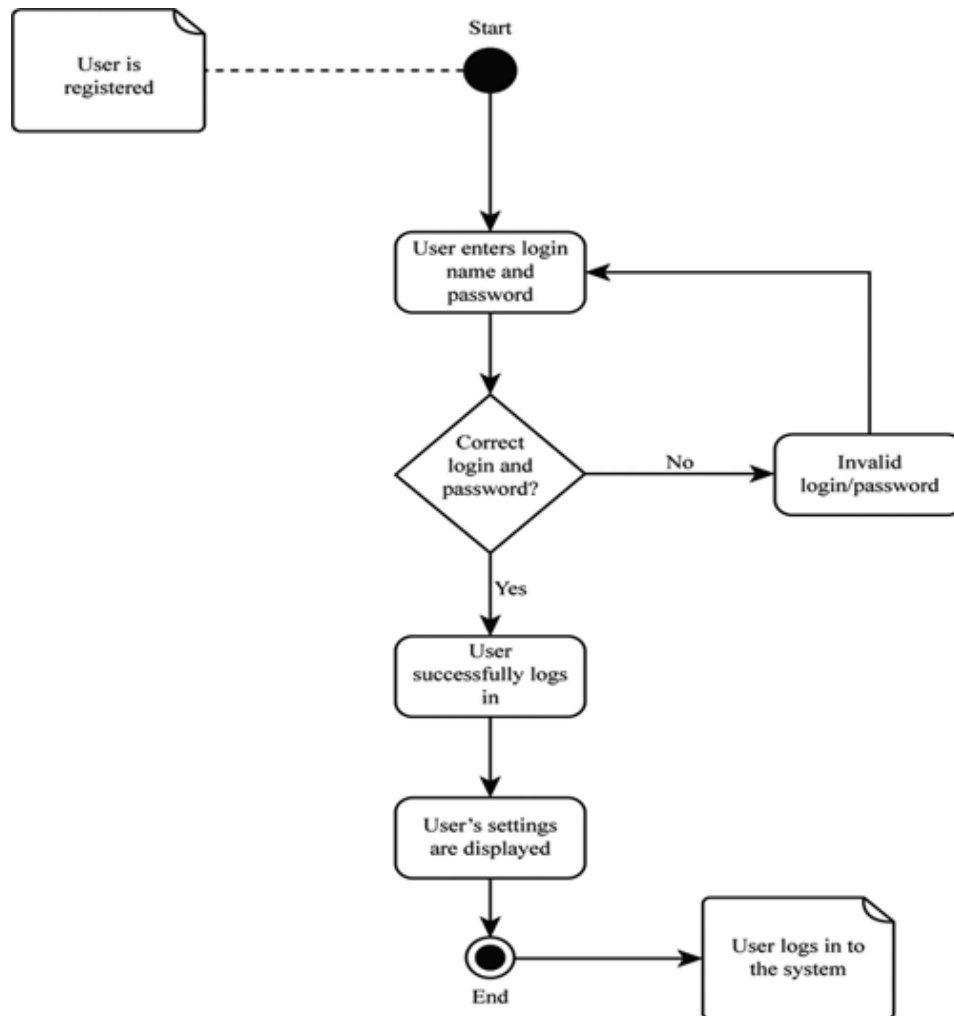 Start
User is
registered
User enters login
name and
password
Correct
login and
password?
No
Invalid
login/password
Yes
User
successfully logs
in
User’s settings
are displayed
User logs in to
the system
End